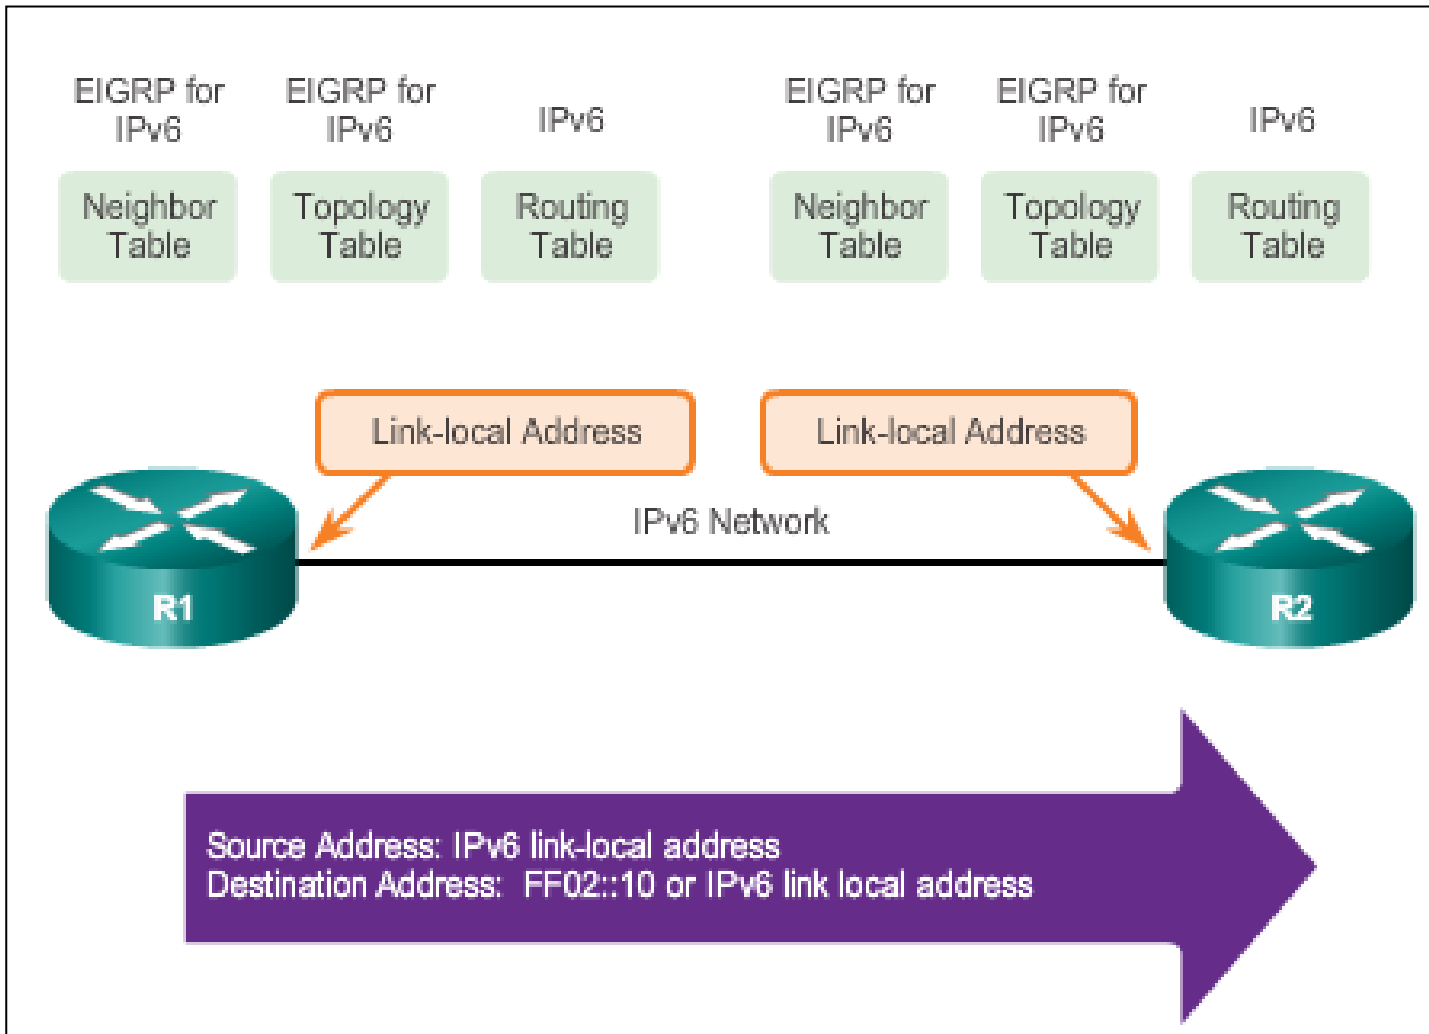 EIGRP for
IPv6
EIGRP for
IPv6
IPv6
EIGRP for
IPv6
EIGRP for
IPv6
IPv6
Neighbor
Table
Topology
Table
Routing
Table
Neighbor
Table
Topology
Table
Routing
Table
Link-local Address
Link-local Address
IPv6 Network
R1
R2
Source Address: IPv6 link-local address
Destination Address: FF02::10 or IPv6 link local address